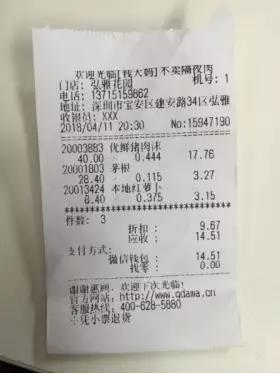 欢迎光临[钱大妈]不卖隔夜肉
门店: 弘雅花园 机号: 1
电话: 13715159862
地址: 深圳市宝安区建安路34区弘雅
收银员: XXX
2018/04/11 20:30 No:15947190
20003883 优鲜猪肉沫
40.00 0.444 17.76
20001803 茅根
28.40 0.115 3.27
20013424 本地红萝卜
8.40 0.375 3.15
件数: 3
折扣: 9.67
应收: 14.51
支付方式:
微信钱包: 14.51
找零: 0.00
谢谢惠顾，欢迎下次光临!
官方网站: http://www.qdama.cn
客服热线: 400-628-5880
凭小票退货